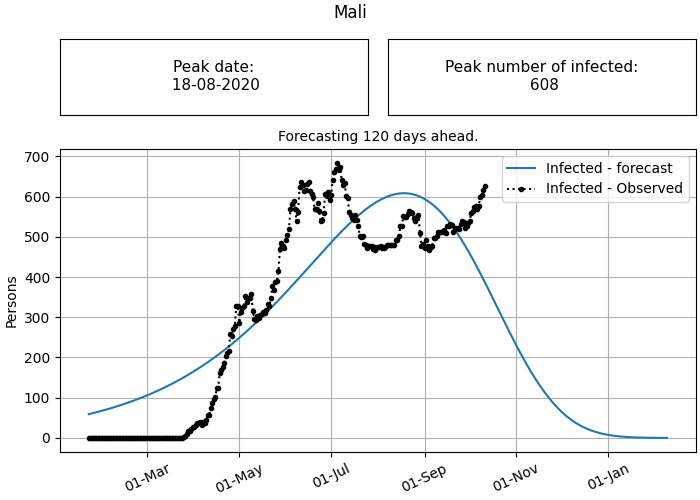 Mali
Peak date:
18-08-2020
Peak number of infected:
608
Forecasting 120 days ahead.
Infected - forecast
Infected - Observed
Persons
700
600
500
400
300
200
100
0
01-Mar
01-May
01-Jul
01-Sep
01-Nov
01-Jan